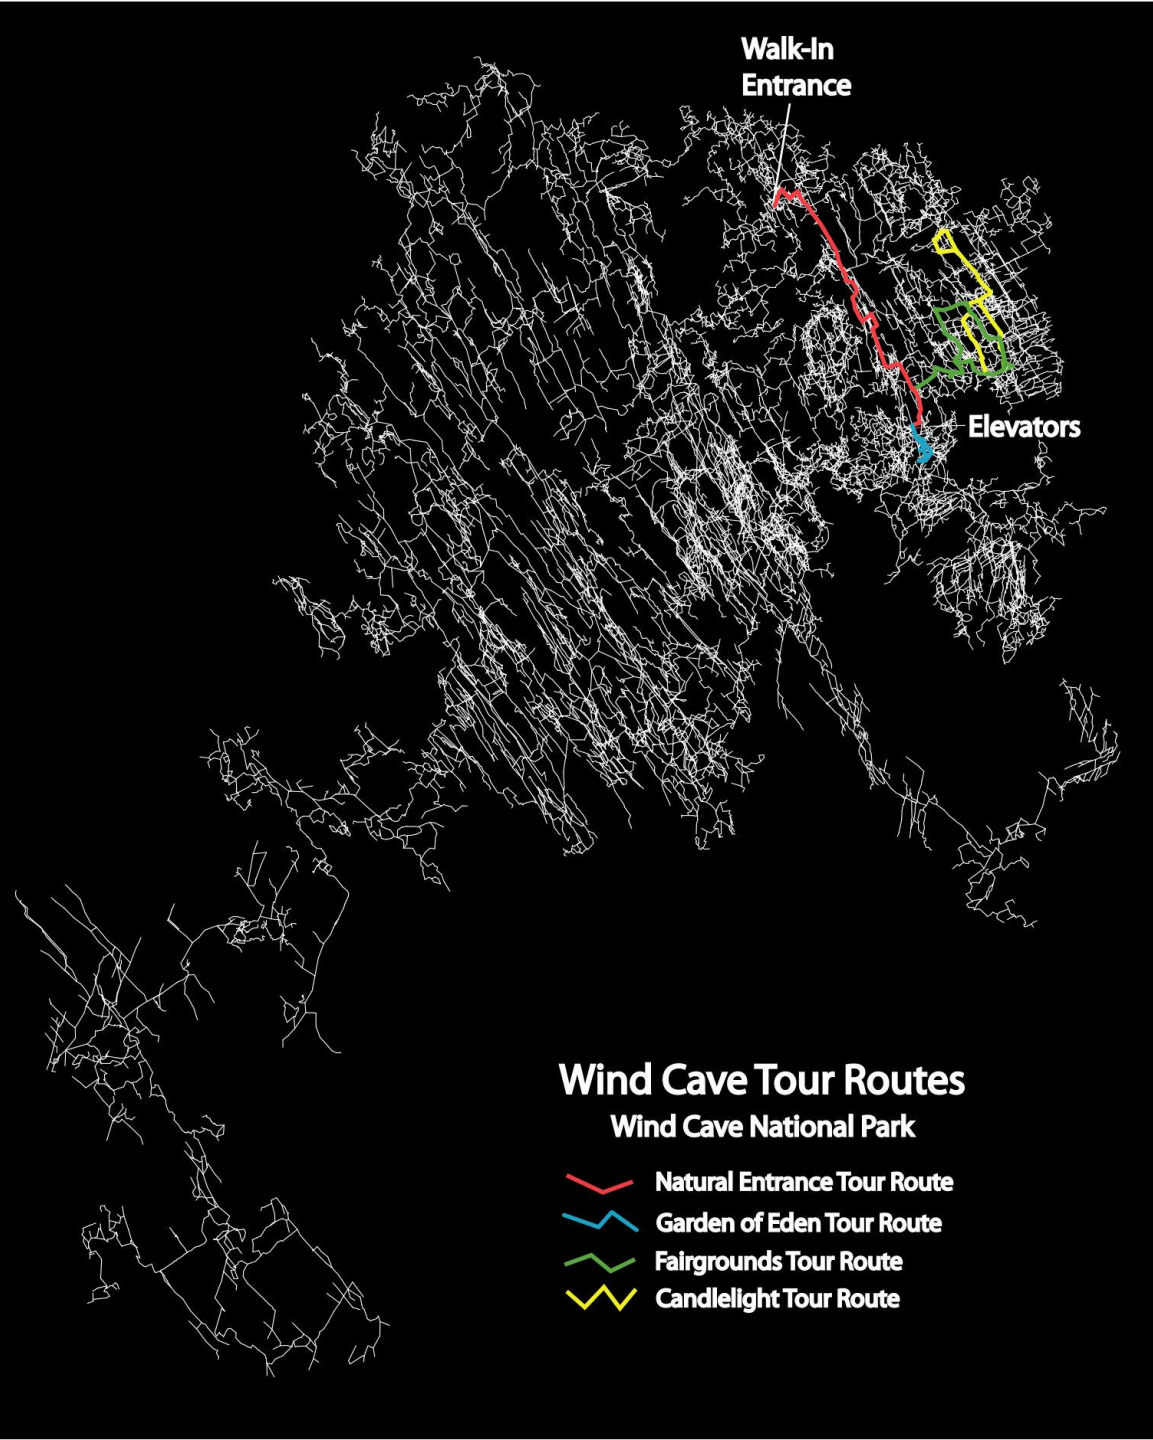 Walk-In
Entrance
Elevators
Wind Cave Tour Routes
Wind Cave National Park
Natural Entrance Tour Route
Garden of Eden Tour Route
Fairgrounds Tour Route
Candlelight Tour Route